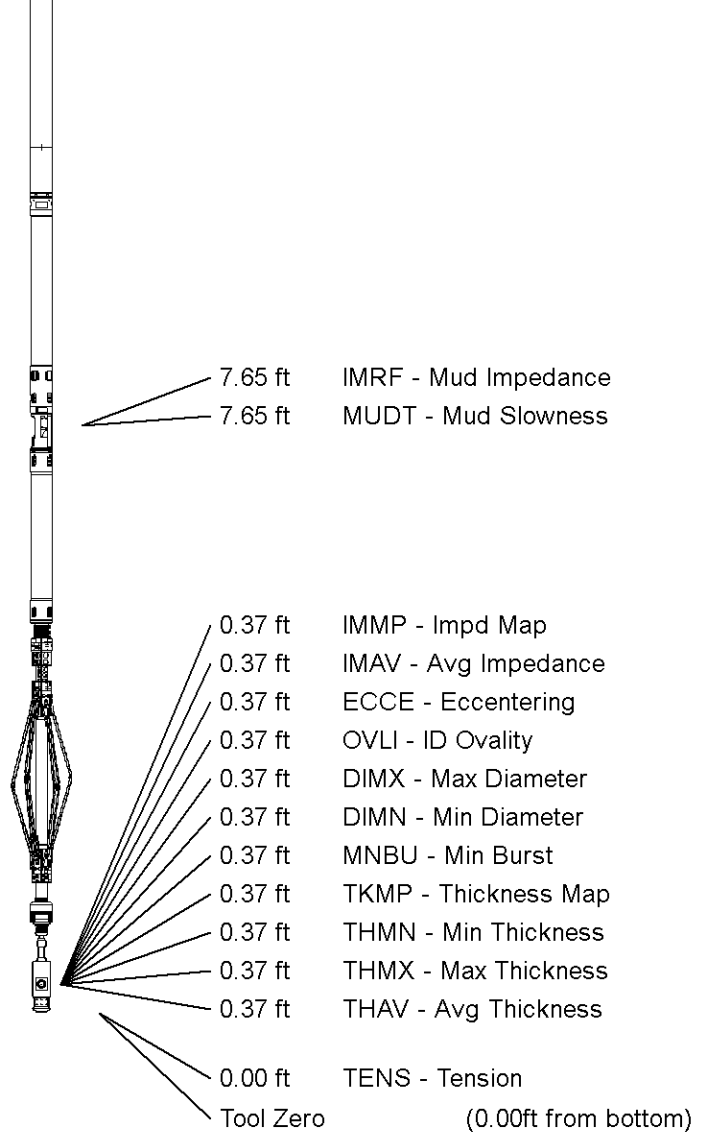 7.65 ft IMRF - Mud Impedance
7.65 ft MUDT - Mud Slowness
0.37 ft IMMP - Impd Map
0.37 ft IMAV - Avg Impedance
0.37 ft ECCE - Eccentering
0.37 ft OVLI - ID Ovality
0.37 ft DIMX - Max Diameter
0.37 ft DIMN - Min Diameter
0.37 ft MNBU - Min Burst
0.37 ft TKMP - Thickness Map
0.37 ft THMN - Min Thickness
0.37 ft THMX - Max Thickness
0.37 ft THAV - Avg Thickness
0.00 ft TENS - Tension
Tool Zero (0.00ft from bottom)